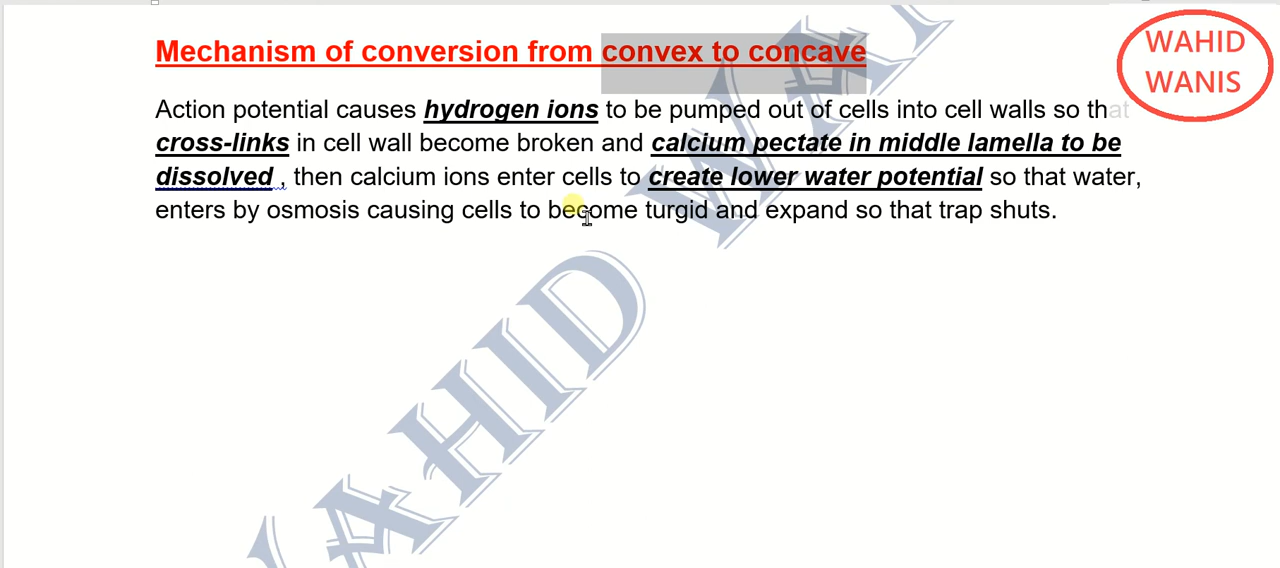 Mechanism of conversion from convex to concave
WAHID
WANIS
Action potential causes hydrogen ions to be pumped out of cells into cell walls so that
cross-links in cell wall become broken and calcium pectate in middle lamella to be
dissolved , then calcium ions enter cells to create lower water potential so that water,
enters by osmosis causing cells to become turgid and expand so that trap shuts.
WAHID WA